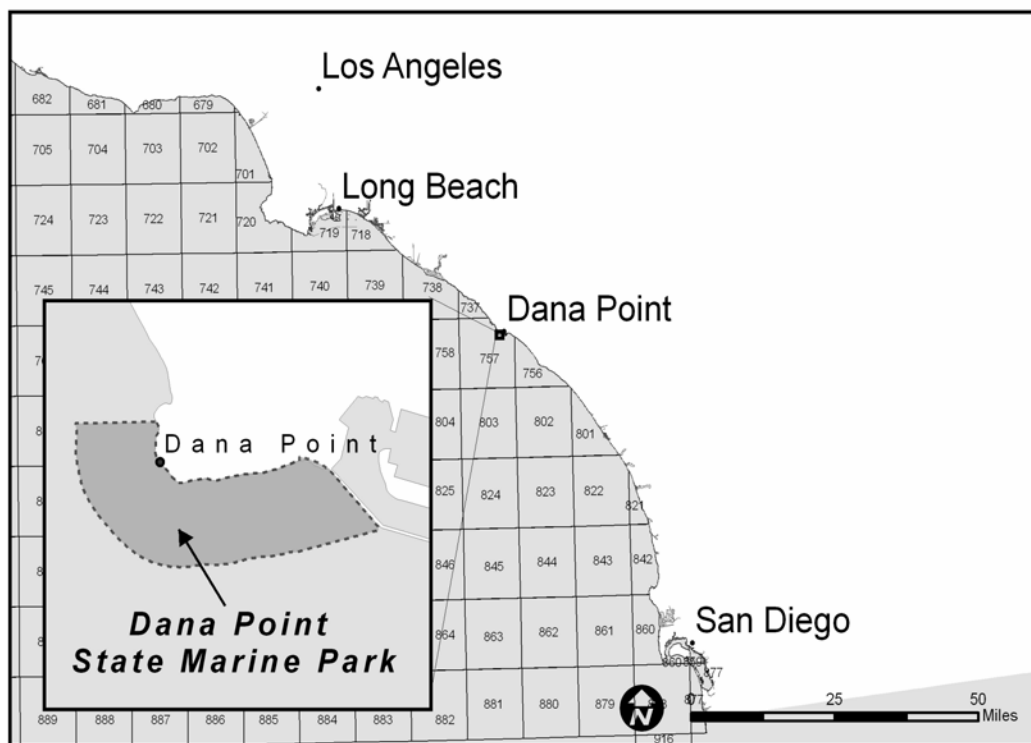 Los Angeles
682 681 680 679
705 704 703 702
701
Long Beach
724 723 722 721 720 719 718
745 744 743 742 741 740 739 738
737
Dana Point
758 757
756
804 803 802 801
Dana Point
825 824 823 822
821
846 845 844 843 842
Dana Point
State Marine Park
864 863 862 861 860
San Diego
860
877
881 880 879
877
0 25 50
Miles
N
889 888 887 886 885 884 883 882
916